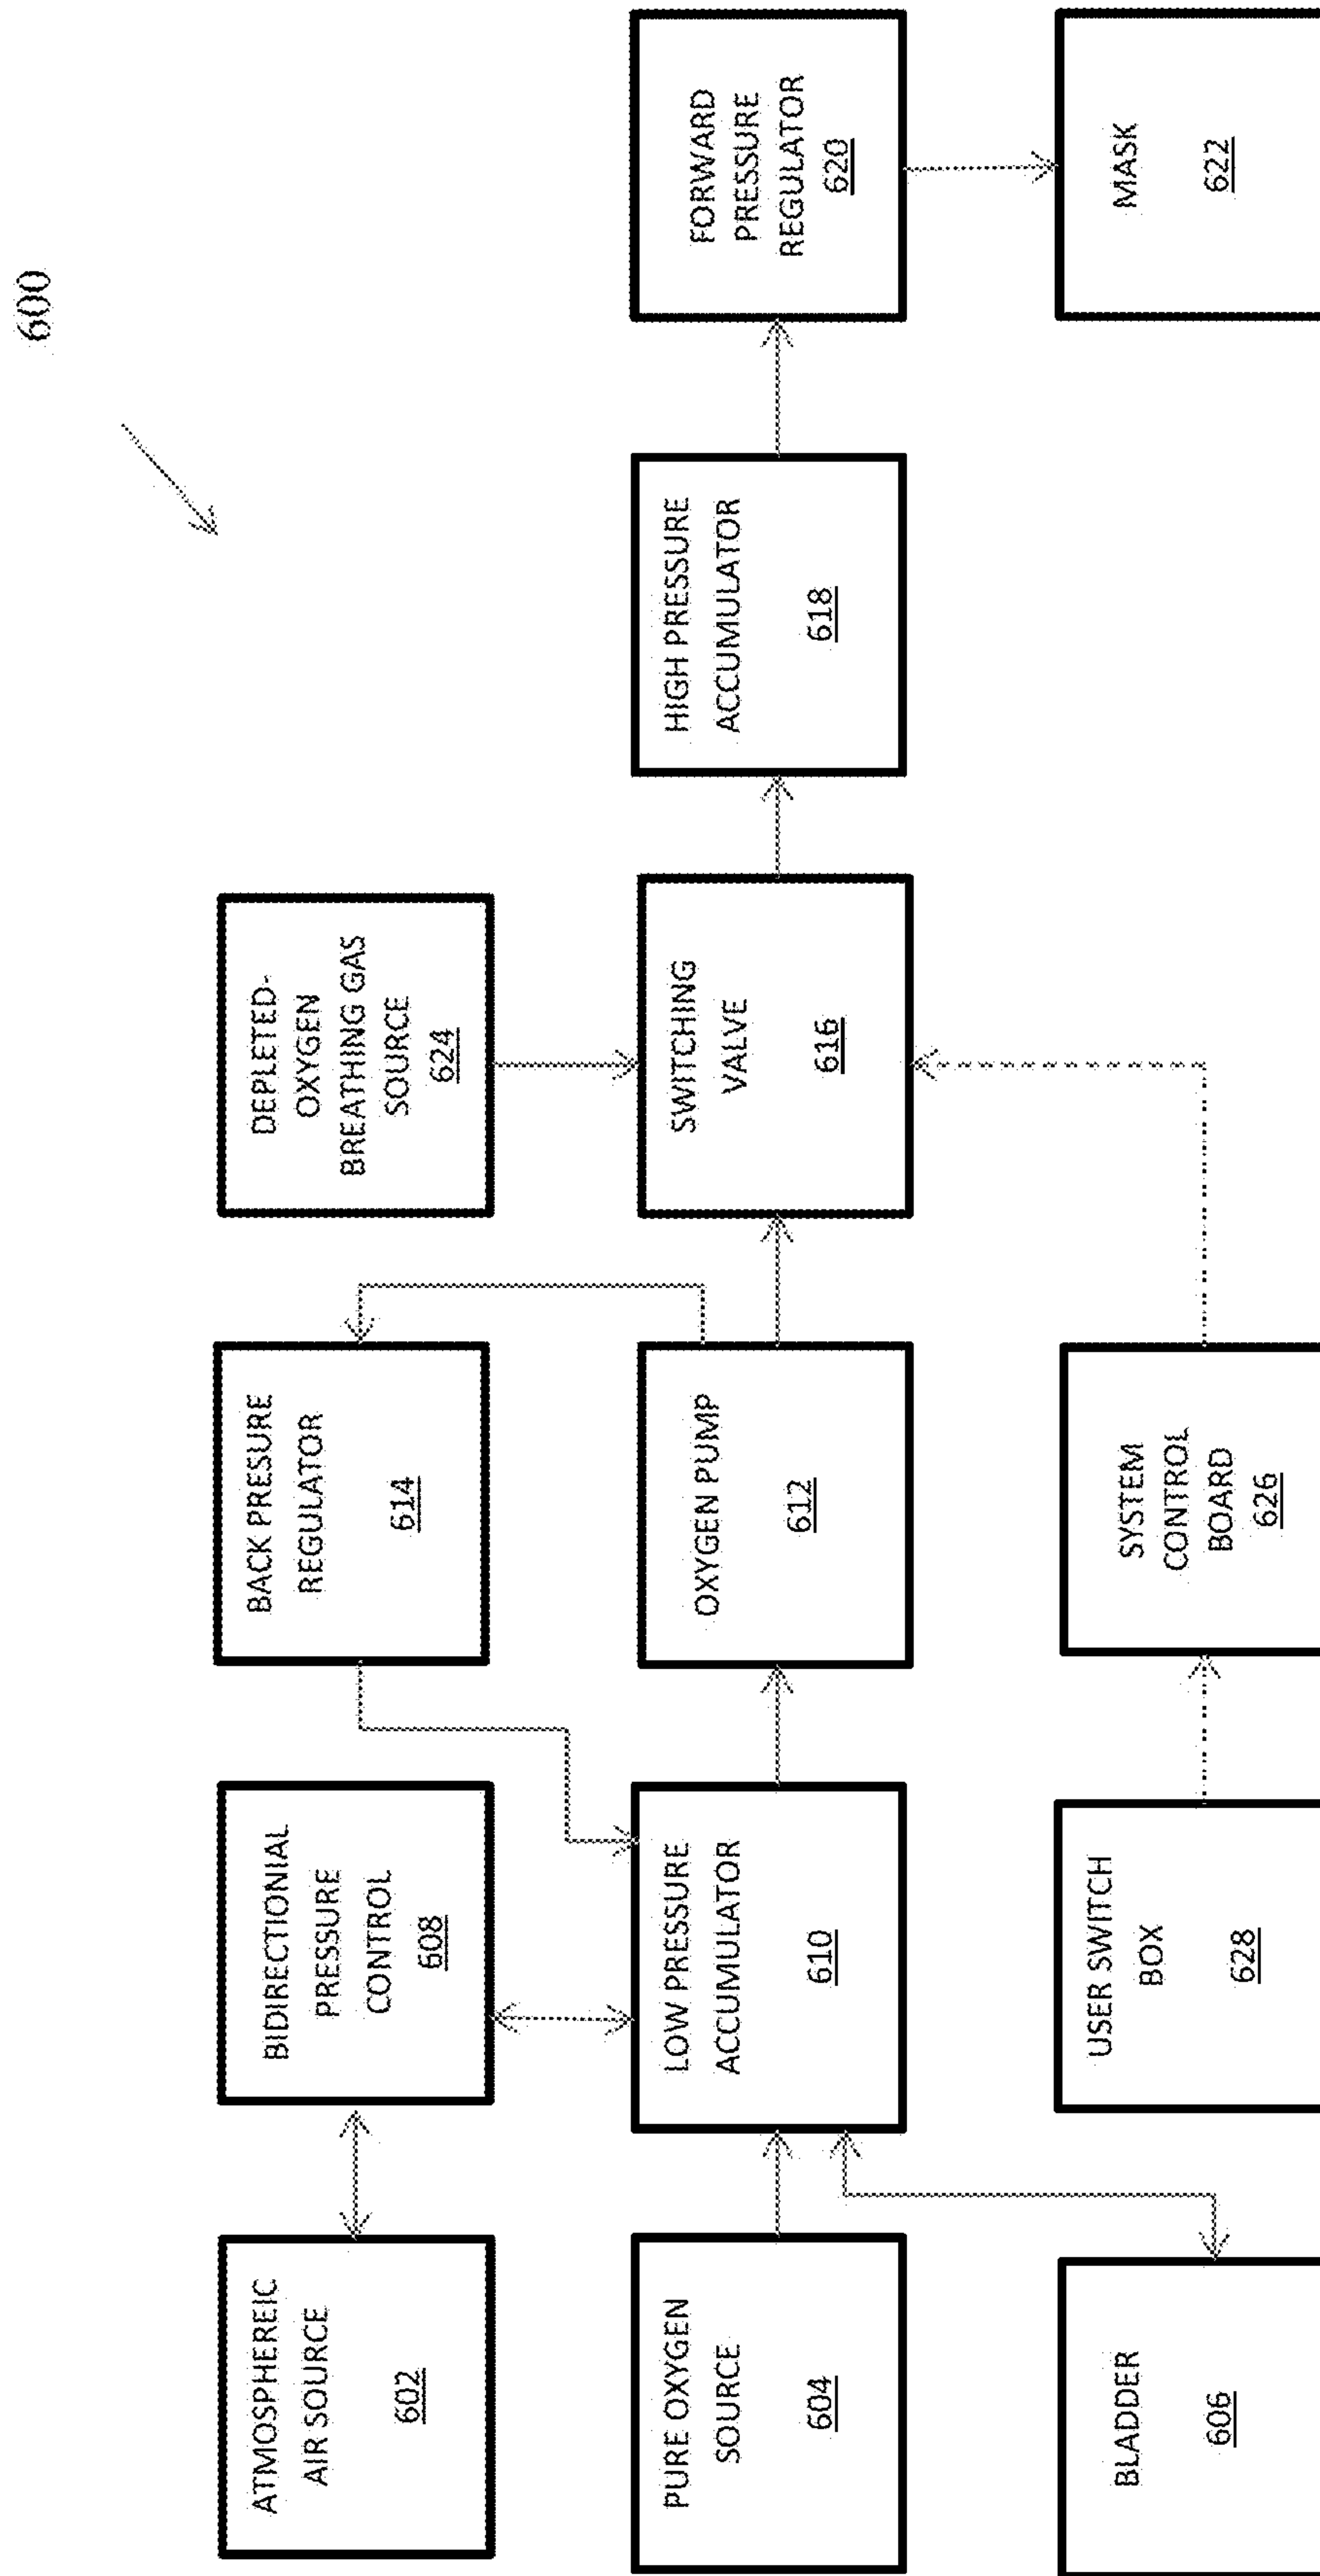 600
ATMOSPHEREIC
AIR SOURCE
602
BIDIRECTIONIAL
PRESSURE
CONTROL
608
BACK PRESURE
REGULATOR
614
DEPLETED-
OXYGEN
BREATHING GAS
SOURCE
624
PURE OXYGEN
SOURCE
604
LOW PRESSURE
ACCUMULATOR
610
OXYGEN PUMP
612
SWITCHING
VALVE
616
HIGH PRESSURE
ACCUMULATOR
618
FORWARD
PRESSURE
REGULATOR
620
BLADDER
606
USER SWITCH
BOX
628
SYSTEM
CONTROL
BOARD
626
MASK
622